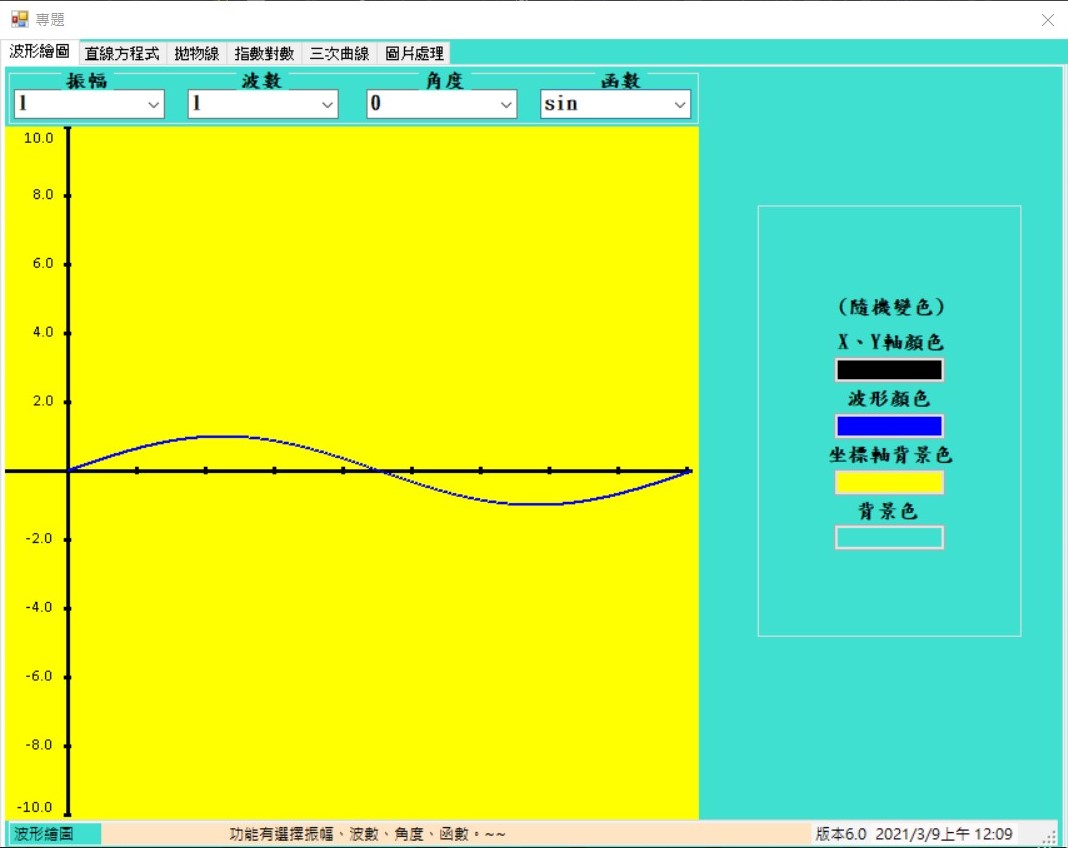 專題
波形繪圖 直線方程式 拋物線 指數對數 三次曲線 圖片處理
振幅 波數 角度 函數
1 1 0 sin
10.0
8.0
6.0
4.0
2.0
-2.0
-4.0
-6.0
-8.0
-10.0
(隨機變色)
X、Y軸顏色
波形顏色
坐標軸背景色
背景色
波形繪圖 功能有選擇振幅、波數、角度、函數。~~ 版本6.0 2021/3/9上午 12:09